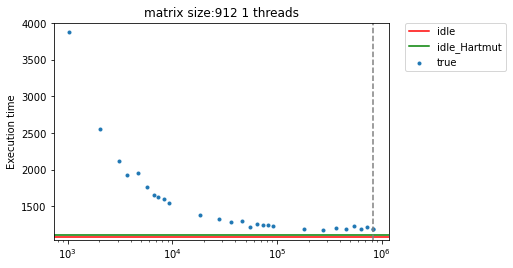 matrix size:912 1 threads
Execution time
4000
3500
3000
2500
2000
1500
10³
10⁴
10⁵
10⁶
idle
idle_Hartmut
true